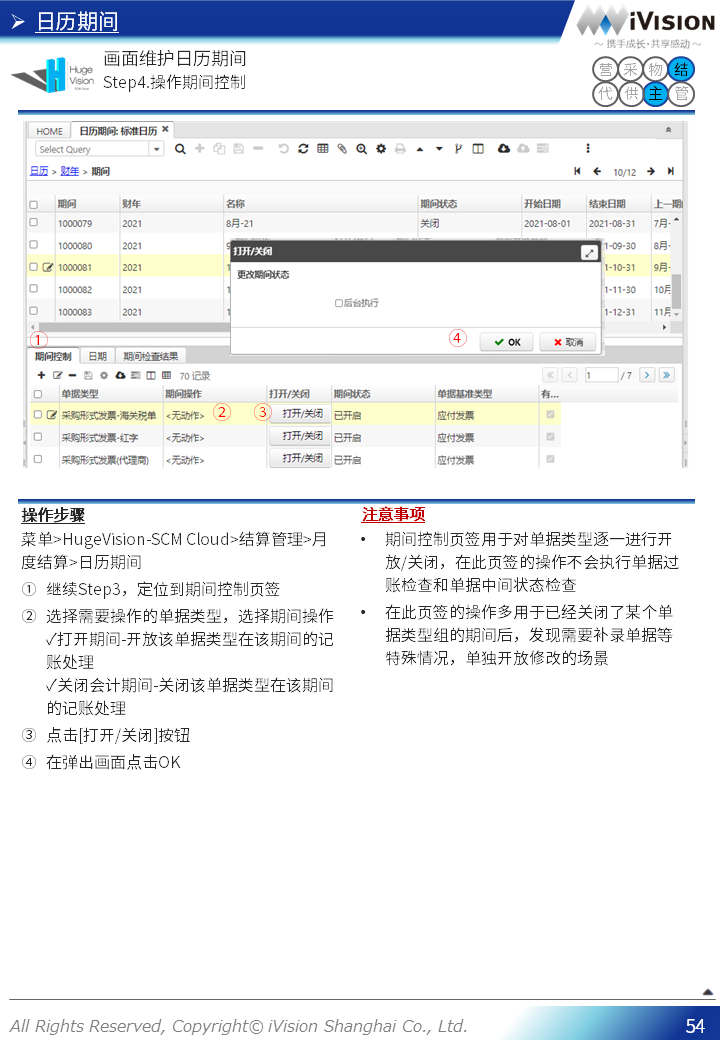 ➢ 日历期间
iVISION
～ 携手成长·共享感动 ～
Huge
Vision
画面维护日历期间
Step4.操作期间控制
营 采 物 结
代 供 主 管
HOME 日历期间: 标准日历
Select Query
日历 > 财年 > 期间
10/12
期间 财年 名称 期间状态 开始日期 结束日期 上一期
1000079 2021 8月-21 关闭 2021-08-01 2021-08-31 7月-
1000080 2021 9 1-09-30 8月-
1000081 2021 1 1-10-31 9月-
1000082 2021 1 1-11-30 10月
1000083 2021 1 1-12-31 11月
打开/关闭
更改期间状态
后台执行
④ OK 取消
①
期间控制 日期 期间检查结果
70 记录
1 / 7
单据类型 期间操作 打开/关闭 期间状态 单据基准类型 有...
采购形式发票-海关税单 <无动作> ② ③ 打开/关闭 已开启 应付发票
采购形式发票-红字 <无动作> 打开/关闭 已开启 应付发票
采购形式发票(代理商) <无动作> 打开/关闭 已开启 应付发票
操作步骤
菜单>HugeVision-SCM Cloud>结算管理>月
度结算>日历期间
① 继续Step3，定位到期间控制页签
② 选择需要操作的单据类型，选择期间操作
✓打开期间-开放该单据类型在该期间的记
账处理
✓关闭会计期间-关闭该单据类型在该期间
的记账处理
③ 点击[打开/关闭]按钮
④ 在弹出画面点击OK
注意事项
• 期间控制页签用于对单据类型逐一进行开
放/关闭，在此页签的操作不会执行单据过
账检查和单据中间状态检查
• 在此页签的操作多用于已经关闭了某个单
据类型组的期间后，发现需要补录单据等
特殊情况，单独开放修改的场景
All Rights Reserved, Copyright© iVision Shanghai Co., Ltd.
54